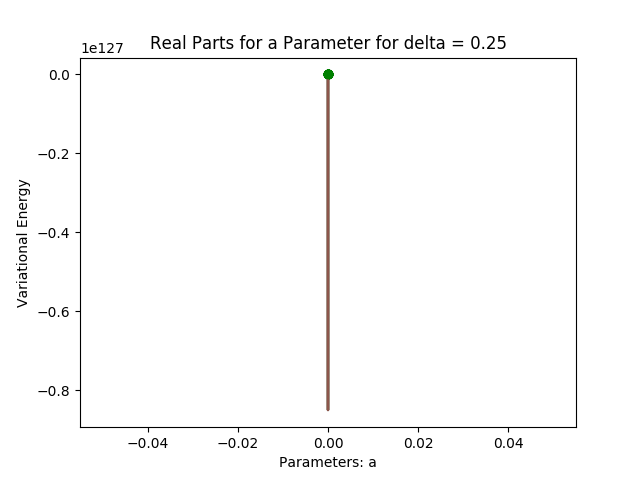 Real Parts for a Parameter for delta = 0.25
1e127
0.0
−0.2
−0.4
−0.6
−0.8
Variational Energy
−0.04
−0.02
0.00
0.02
0.04
Parameters: a